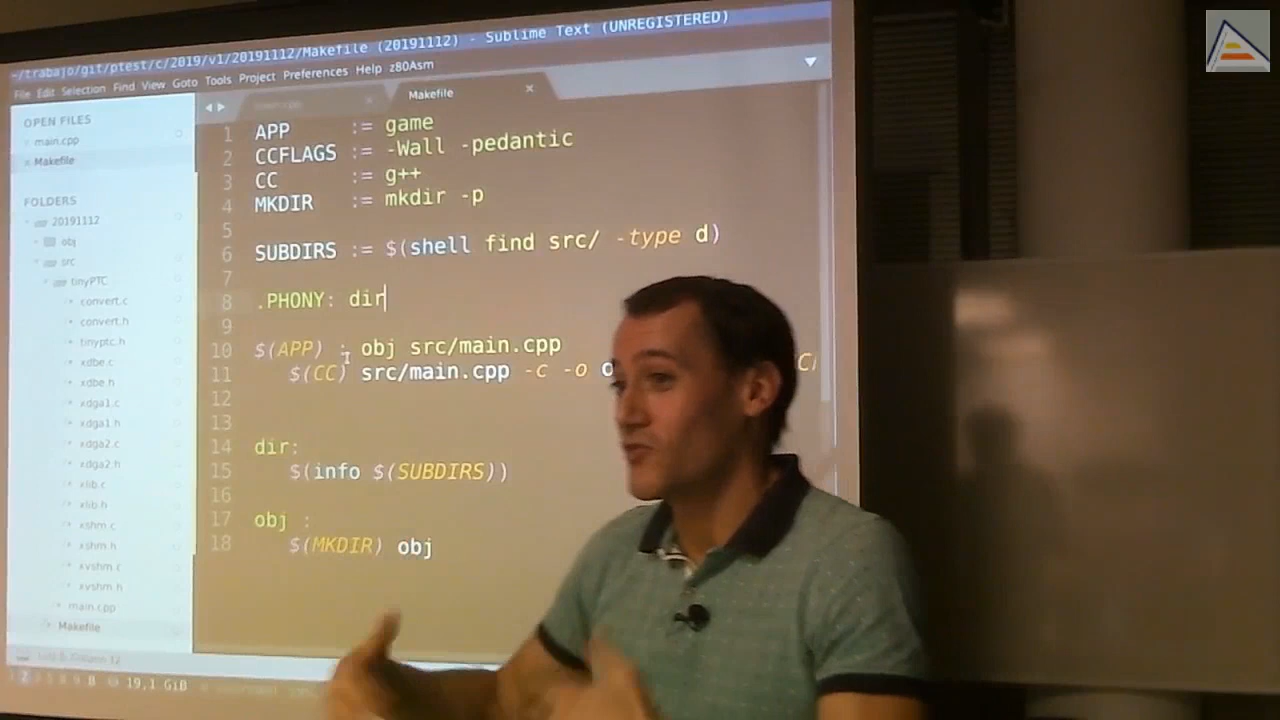 ~/trabajo/git/ptest/c/2019/v1/20191112/Makefile (20191112) - Sublime Text (UNREGISTERED)
File Edit Selection Find View Goto Tools Project Preferences Help z80Asm
OPEN FILES
main.cpp
Makefile
FOLDERS
20191112
obj
src
tinyPTC
convert.c
convert.h
tinyptc.h
xdbe.c
xdbe.h
xdga1.c
xdga1.h
xdga2.c
xdga2.h
xlib.c
xlib.h
xshm.c
xshm.h
xvshm.c
xvshm.h
main.cpp
Makefile
Makefile
1 APP := game
2 CCFLAGS := -Wall -pedantic
3 CC := g++
4 MKDIR := mkdir -p
5
6 SUBDIRS := $(shell find src/ -type d)
7
8 .PHONY: dir
9
10 $(APP) : obj src/main.cpp
11 $(CC) src/main.cpp -c -o
12
13
14 dir:
15 $(info $(SUBDIRS))
16
17 obj :
18 $(MKDIR) obj
19,1 GiB